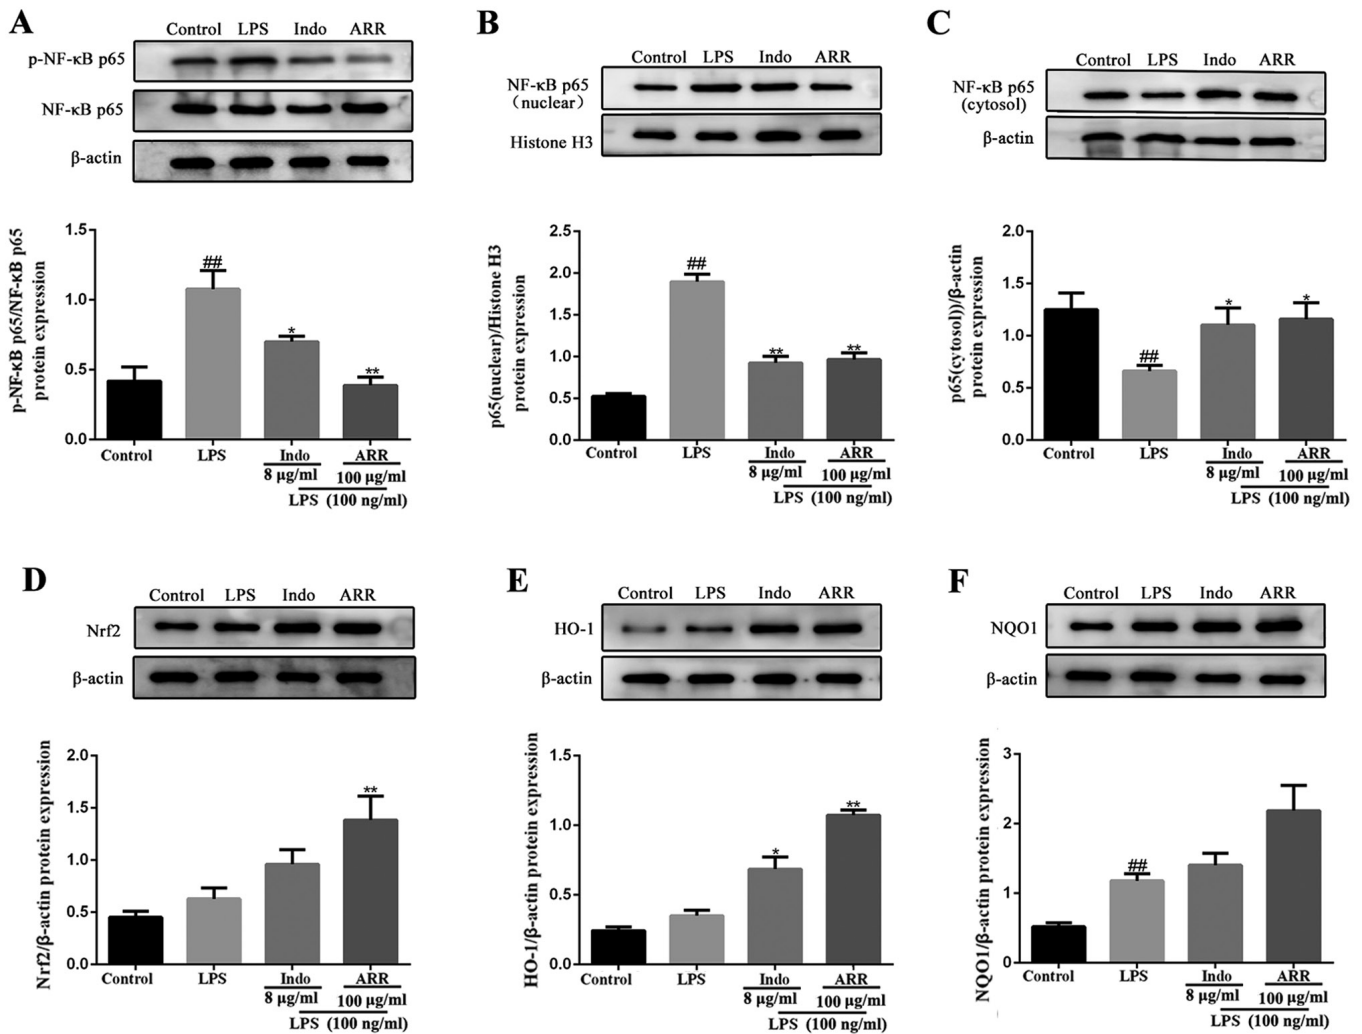 A
Control LPS Indo ARR
p-NF-κB p65
NF-κB p65
β-actin
p-NF-κB p65/NF-κB p65
protein expression
1.5
1.0
0.5
0.0
##
*
**
Control LPS Indo ARR
8 μg/ml 100 μg/ml
LPS (100 ng/ml)
B
Control LPS Indo ARR
NF-κB p65
(nuclear)
Histone H3
p65(nuclear)/Histone H3
protein expression
2.5
2.0
1.5
1.0
0.5
0.0
##
**
**
Control LPS Indo ARR
8 μg/ml 100 μg/ml
LPS (100 ng/ml)
C
Control LPS Indo ARR
NF-κB p65
(cytosol)
β-actin
p65(cytosol))/β-actin
protein expression
2.0
1.5
1.0
0.5
0.0
##
*
*
Control LPS Indo ARR
8 μg/ml 100 μg/ml
LPS (100 ng/ml)
D
Control LPS Indo ARR
Nrf2
β-actin
Nrf2/β-actin protein expression
2.0
1.5
1.0
0.5
0.0
**
Control LPS Indo ARR
8 μg/ml 100 μg/ml
LPS (100 ng/ml)
E
Control LPS Indo ARR
HO-1
β-actin
HO-1/β-actin protein expression
1.5
1.0
0.5
0.0
*
**
Control LPS Indo ARR
8 μg/ml 100 μg/ml
LPS (100 ng/ml)
F
Control LPS Indo ARR
NQO1
β-actin
NQO1/β-actin protein expression
3
2
1
0
##
Control LPS Indo ARR
8 μg/ml 100 μg/ml
LPS (100 ng/ml)